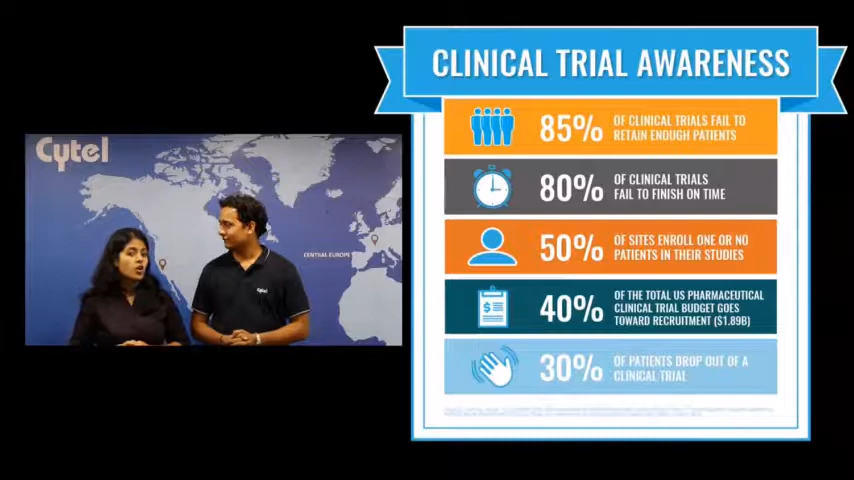 Cytel
CENTRAL EUROPE
Cytel
CLINICAL TRIAL AWARENESS
85%
OF CLINICAL TRIALS FAIL TO
RETAIN ENOUGH PATIENTS
80%
OF CLINICAL TRIALS
FAIL TO FINISH ON TIME
50%
OF SITES ENROLL ONE OR NO
PATIENTS IN THEIR STUDIES
40%
OF THE TOTAL US PHARMACEUTICAL
CLINICAL TRIAL BUDGET GOES
TOWARD RECRUITMENT ($1.89B)
30%
OF PATIENTS DROP OUT OF A
CLINICAL TRIAL